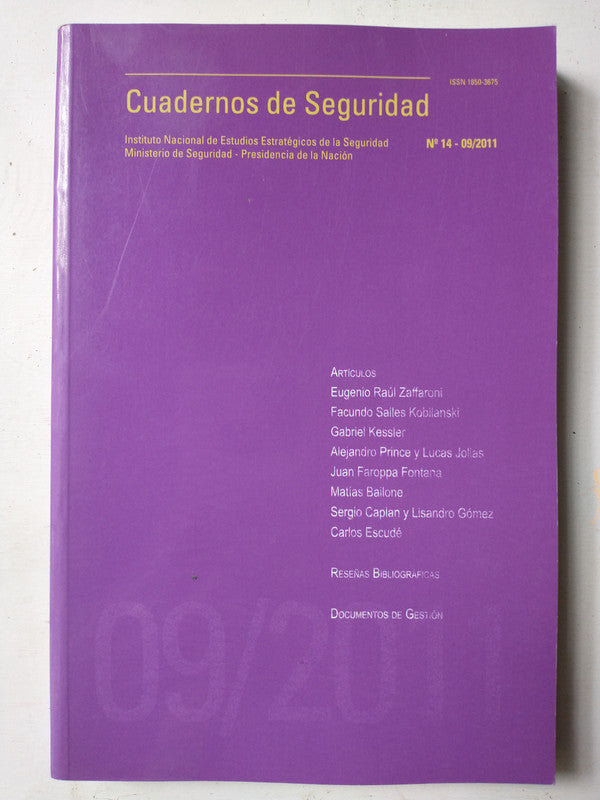 ISSN 1850-3675
Cuadernos de Seguridad
Instituto Nacional de Estudios Estratégicos de la Seguridad
Ministerio de Seguridad - Presidencia de la Nación
Nº 14 - 09/2011
ARTÍCULOS
Eugenio Raúl Zaffaroni
Facundo Salles Kobilanski
Gabriel Kessler
Alejandro Prince y Lucas Jolías
Juan Faroppa Fontana
Matías Bailone
Sergio Caplan y Lisandro Gómez
Carlos Escudé
RESEÑAS BIBLIOGRÁFICAS
DOCUMENTOS DE GESTIÓN
09/2011